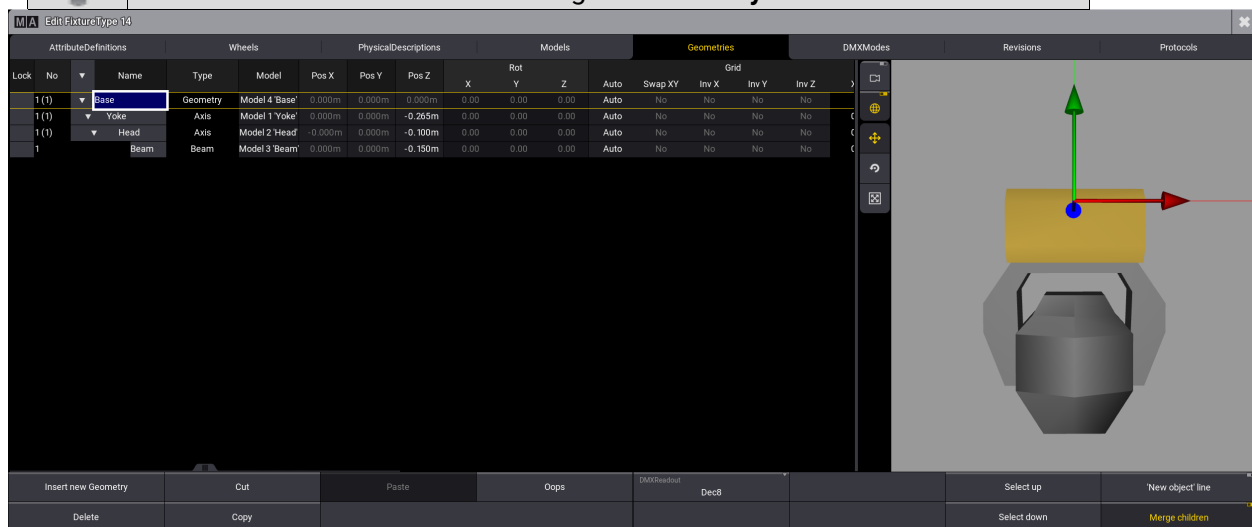 MA Edit FixtureType 14
AttributeDefinitions Wheels PhysicalDescriptions Models Geometries DMXModes Revisions Protocols
Lock No Name Type Model Pos X Pos Y Pos Z Rot Grid
X Y Z Auto Swap XY Inv X Inv Y Inv Z
1 (1) Base Geometry Model 4 'Base' 0.000m 0.000m 0.000m 0.00 0.00 0.00 Auto No No No No
1 (1) Yoke Axis Model 1 'Yoke' 0.000m 0.000m -0.265m 0.00 0.00 0.00 Auto No No No No
1 (1) Head Axis Model 2 'Head' -0.000m 0.000m -0.100m 0.00 0.00 0.00 Auto No No No No
1 Beam Beam Model 3 'Beam' 0.000m 0.000m -0.150m 0.00 0.00 0.00 Auto No No No No
Insert new Geometry Cut Paste Oops DMXReadout Dec8 Select up 'New object' line
Delete Copy Select down Merge children